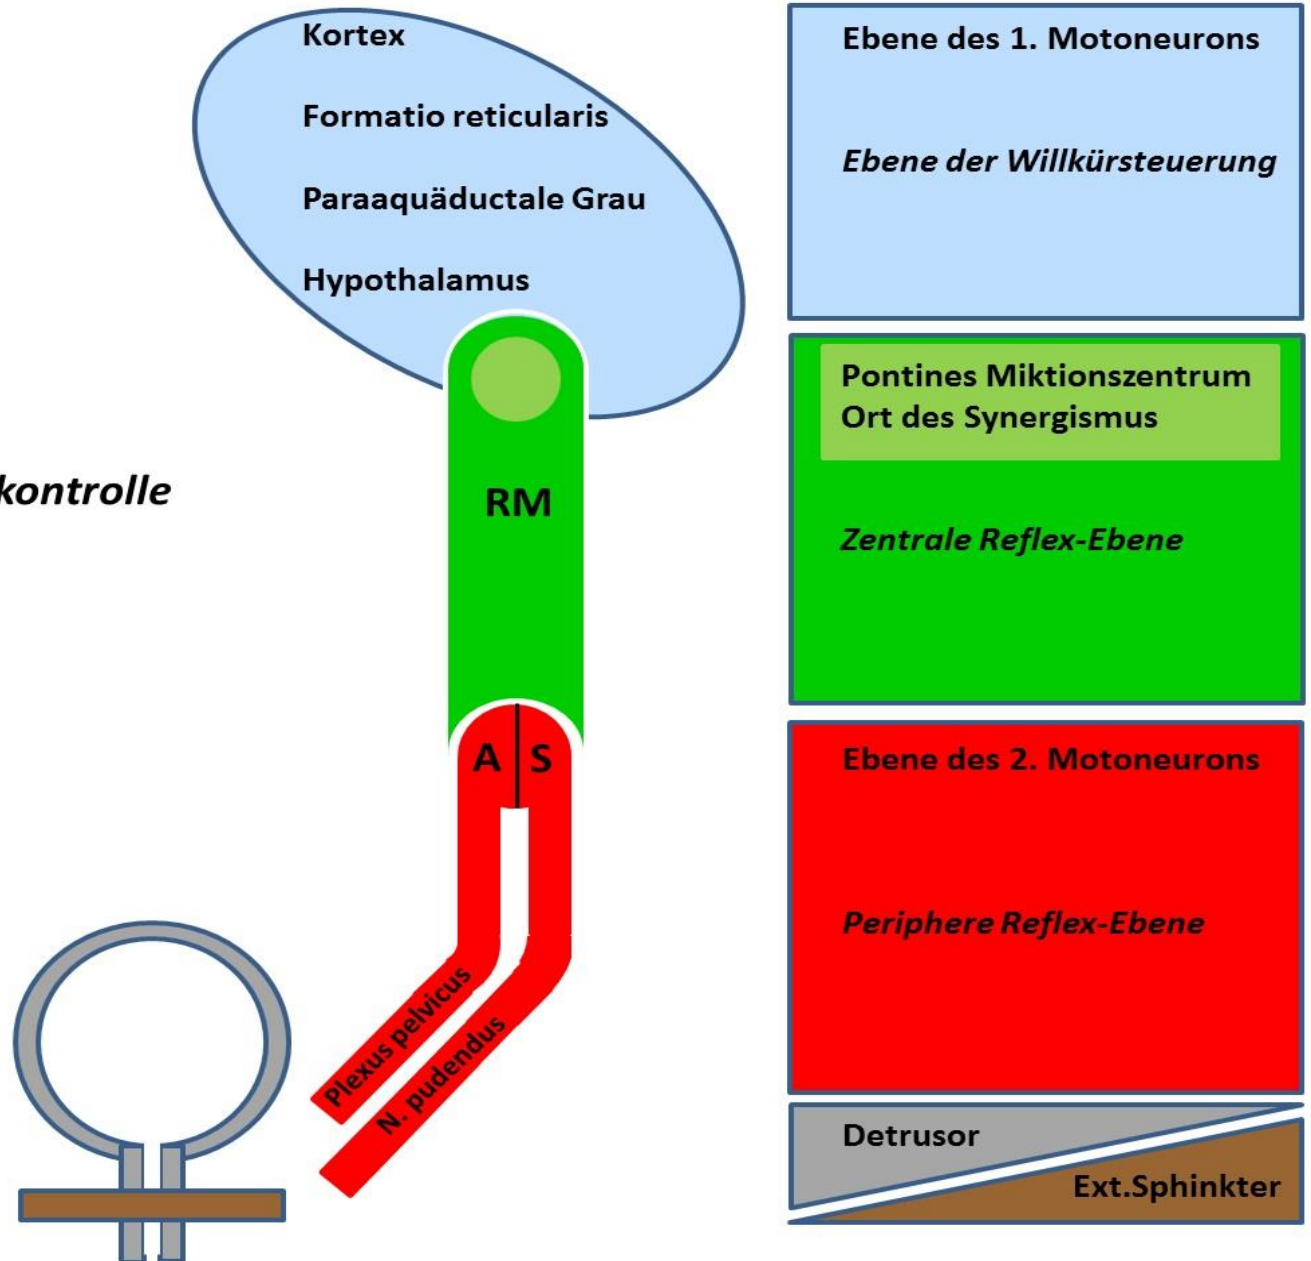 Kortex
Formatio reticularis
Paraaquäductale Grau
Hypothalamus
kontrolle
RM
A S
Plexus pelvicus
N. pudendus
Ebene des 1. Motoneurons
Ebene der Willkürsteuerung
Pontines Miktionszentrum
Ort des Synergismus
Zentrale Reflex-Ebene
Ebene des 2. Motoneurons
Periphere Reflex-Ebene
Detrusor
Ext.Sphinkter